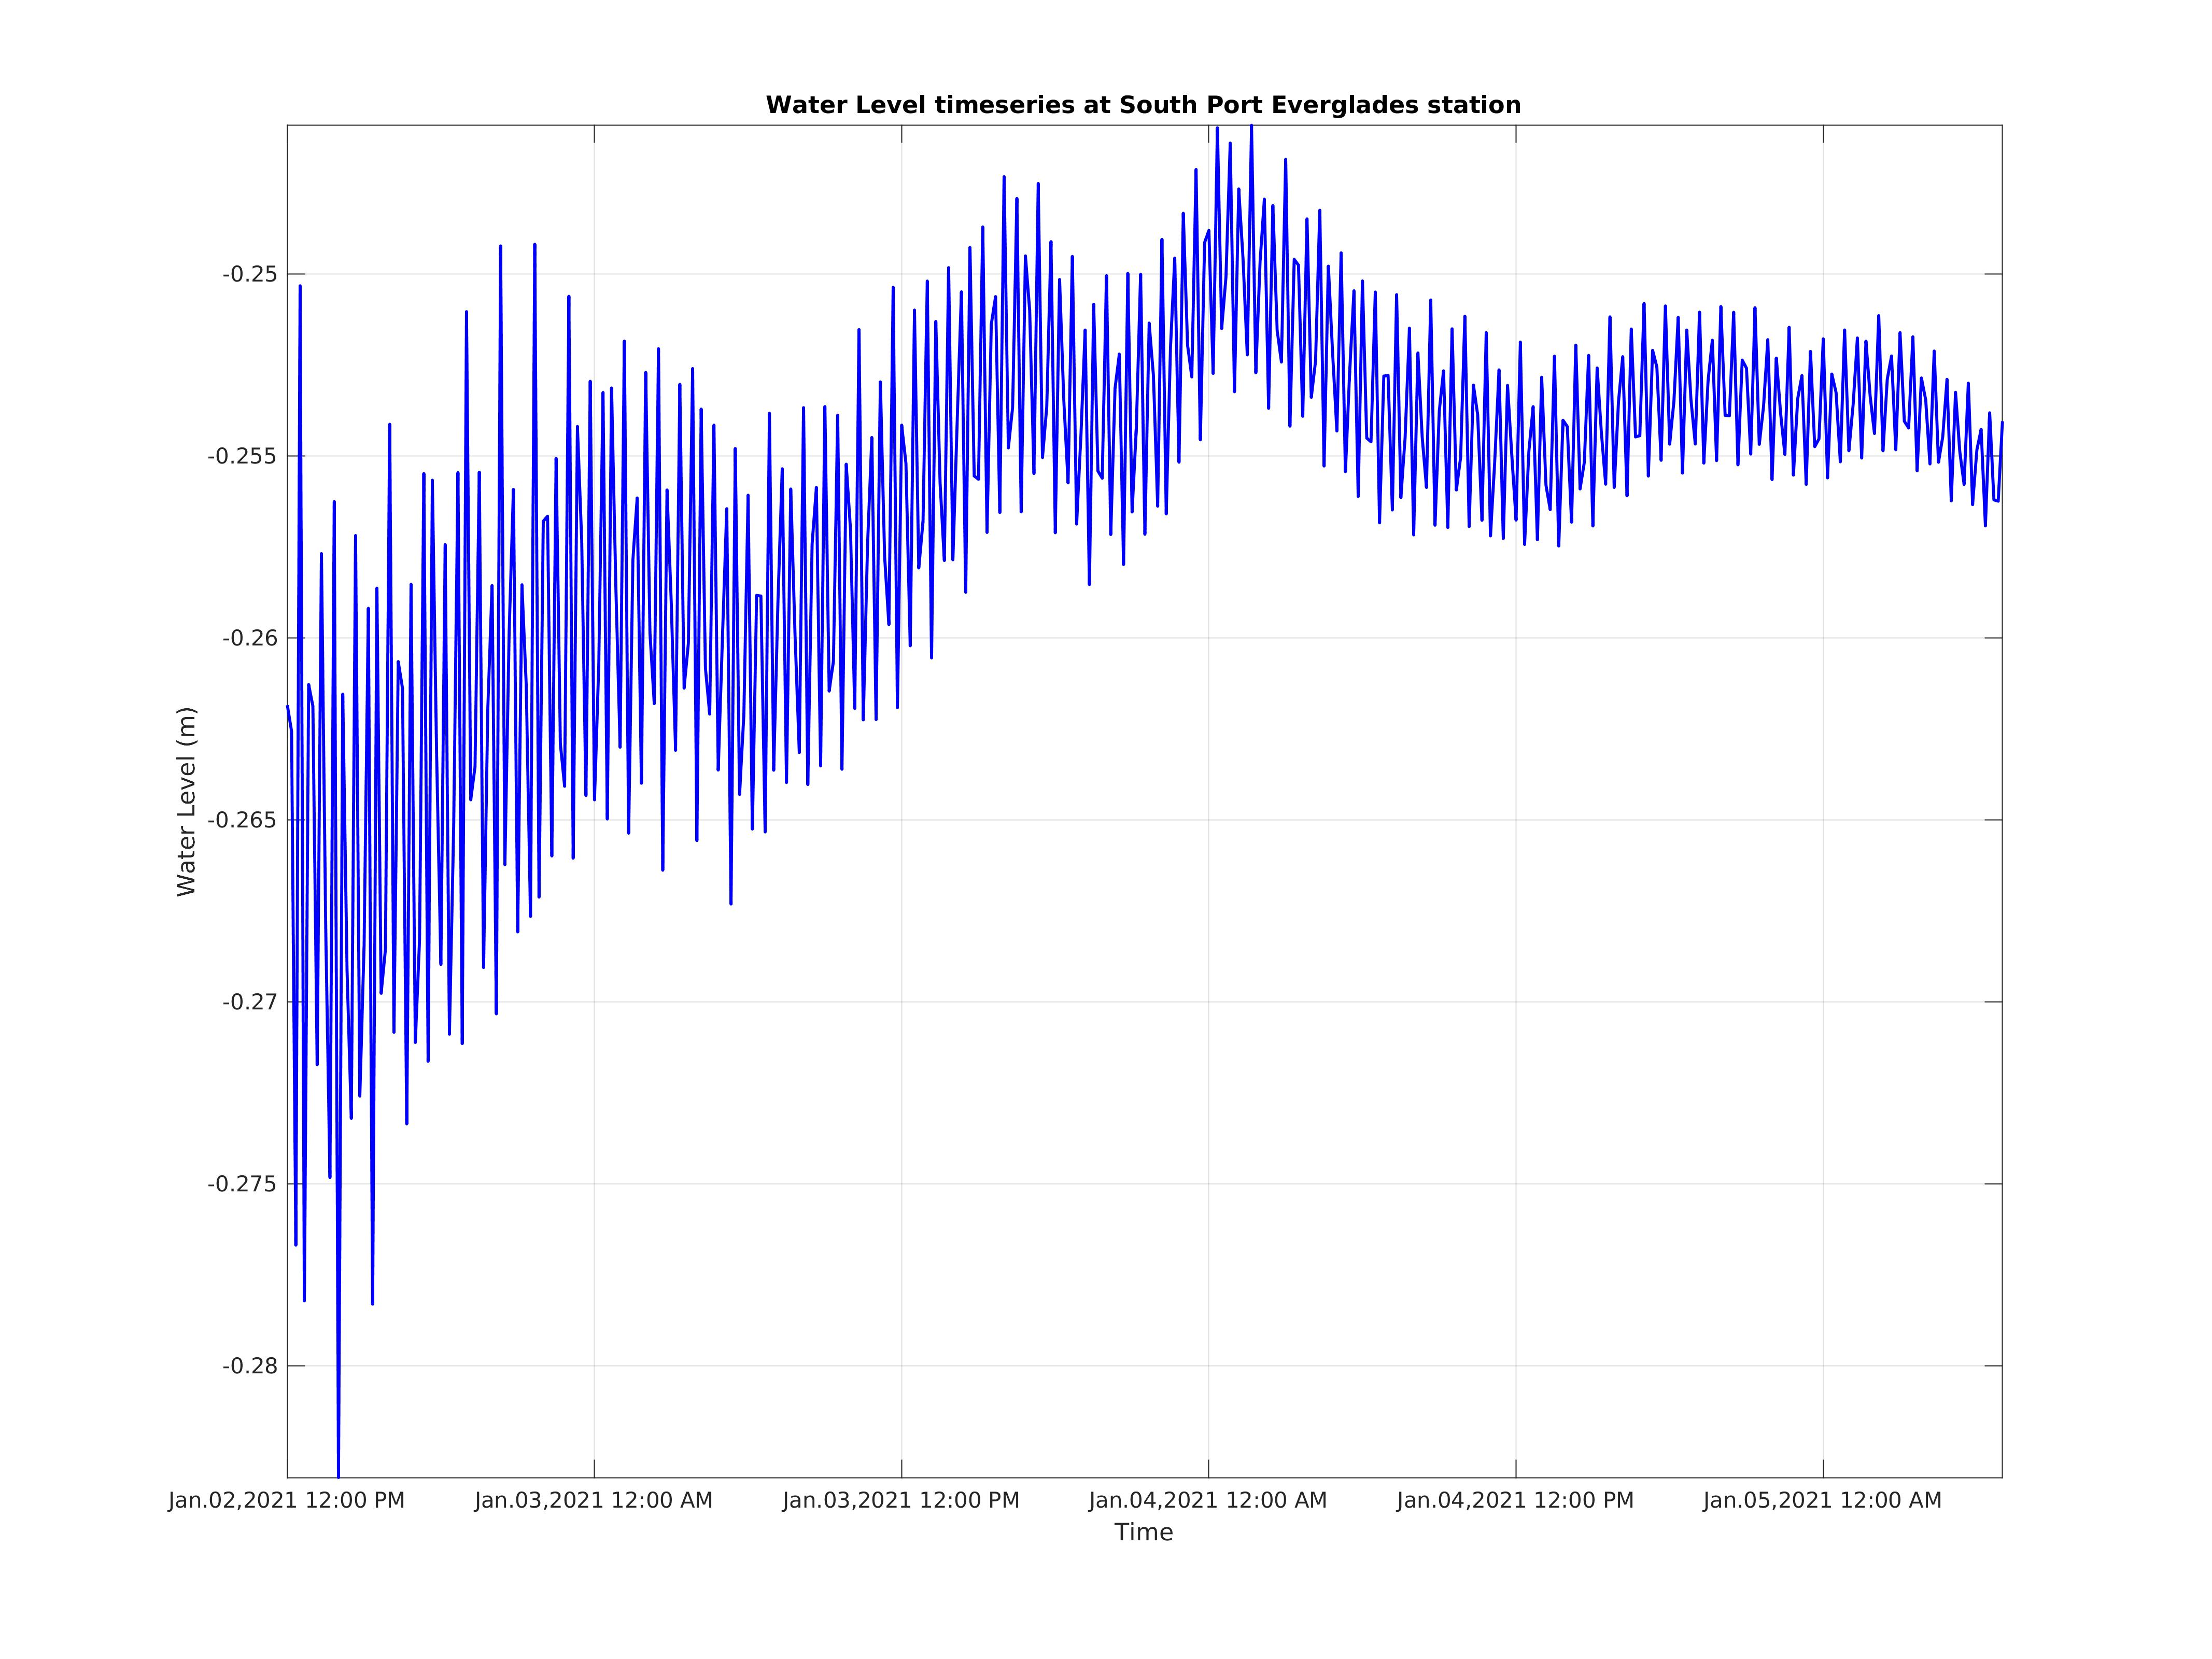 Water Level timeseries at South Port Everglades station
-0.25
-0.255
-0.26
-0.265
-0.27
-0.275
-0.28
Water Level (m)
Jan.02,2021 12:00 PM
Jan.03,2021 12:00 AM
Jan.03,2021 12:00 PM
Jan.04,2021 12:00 AM
Jan.04,2021 12:00 PM
Jan.05,2021 12:00 AM
Time